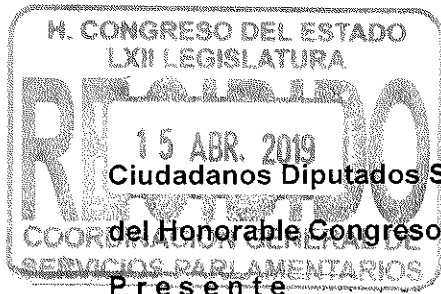 H. CONGRESO DEL ESTADO
LXII LEGISLATURA
RECIBIDO
15 ABR. 2019
Ciudadanos Diputados S
del Honorable Congreso
COORDINACIÓN GENERAL DE
SERVICIOS PARLAMENTARIOS
Presente